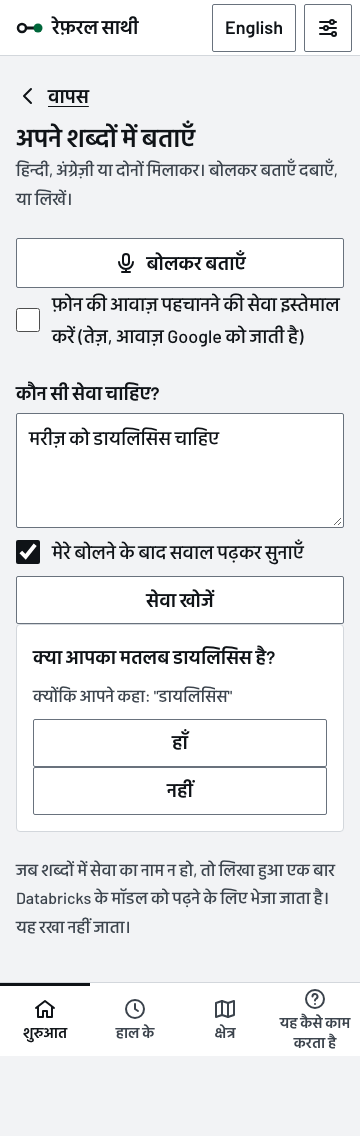 रेफ़रल साथी
English
वापस
अपने शब्दों में बताएँ
हिन्दी, अंग्रेज़ी या दोनों मिलाकर। बोलकर बताएँ दबाएँ,
या लिखें।
बोलकर बताएँ
फ़ोन की आवाज़ पहचानने की सेवा इस्तेमाल
करें (तेज़, आवाज़ Google को जाती है)
कौन सी सेवा चाहिए?
मरीज़ को डायलिसिस चाहिए
मेरे बोलने के बाद सवाल पढ़कर सुनाएँ
सेवा खोजें
क्या आपका मतलब डायलिसिस है?
क्योंकि आपने कहा: "डायलिसिस"
हाँ
नहीं
जब शब्दों में सेवा का नाम न हो, तो लिखा हुआ एक बार
Databricks के मॉडल को पढ़ने के लिए भेजा जाता है।
यह रखा नहीं जाता।
शुरुआत
हाल के
क्षेत्र
यह कैसे काम
करता है